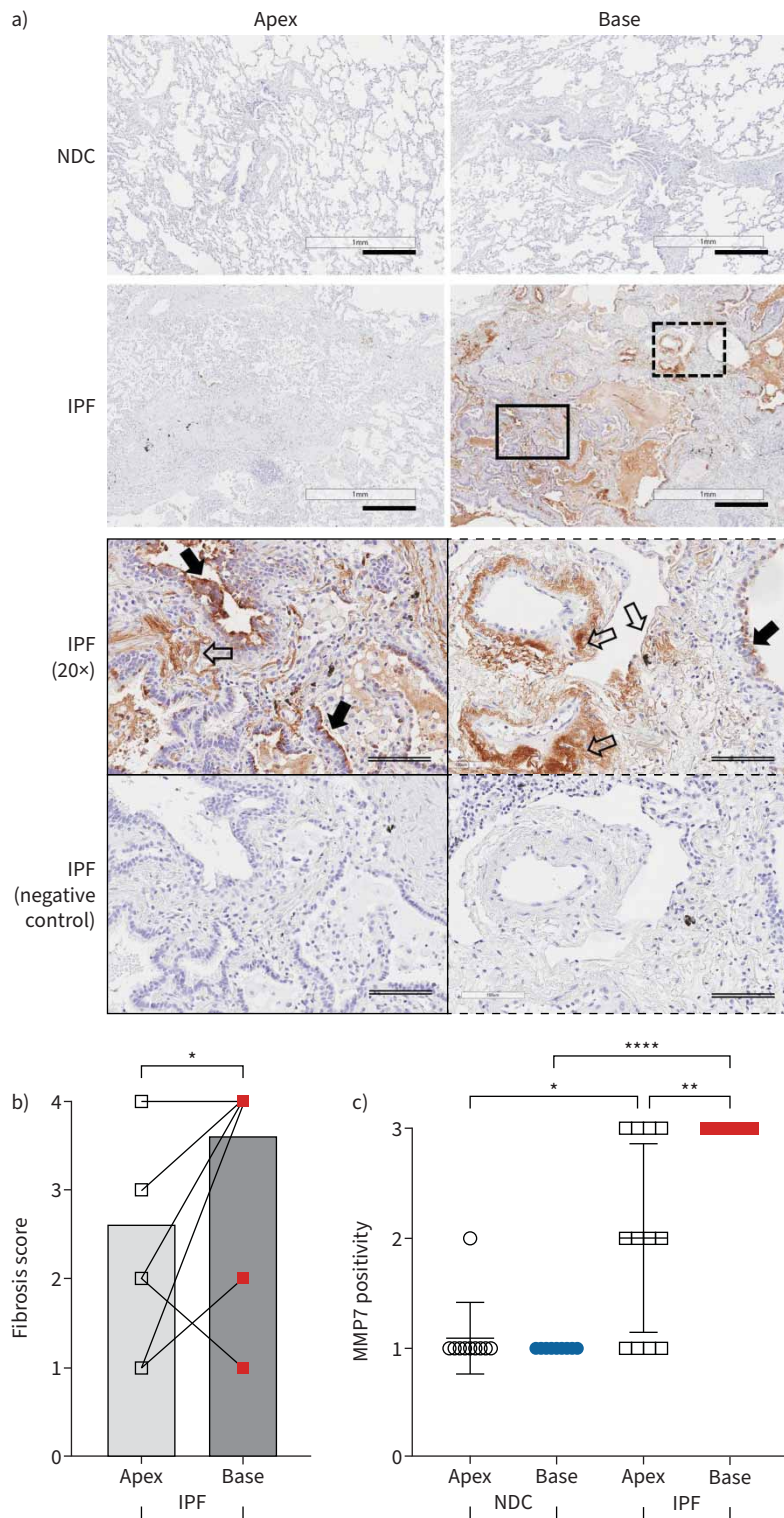 a)
Apex
Base
NDC
1mm
1mm
IPF
1mm
1mm
IPF
(20×)
IPF
(negative
control)
b)
*
Fibrosis score
4
3
2
1
0
Apex
Base
IPF
c)
****
*
**
MMP7 positivity
3
2
1
0
Apex
Base
Apex
Base
NDC
IPF